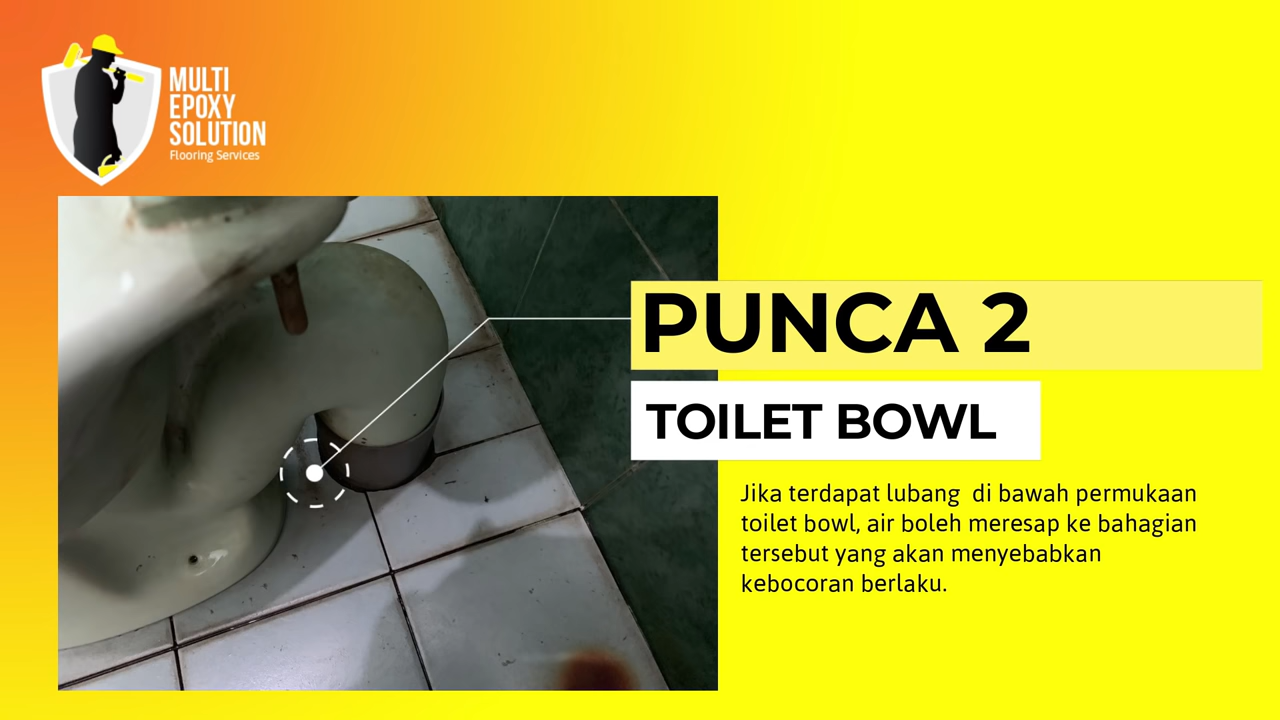 MULTI
EPOXY
SOLUTION
Flooring Services
PUNCA 2
TOILET BOWL
Jika terdapat lubang  di bawah permukaan
toilet bowl, air boleh meresap ke bahagian
tersebut yang akan menyebabkan
kebocoran berlaku.